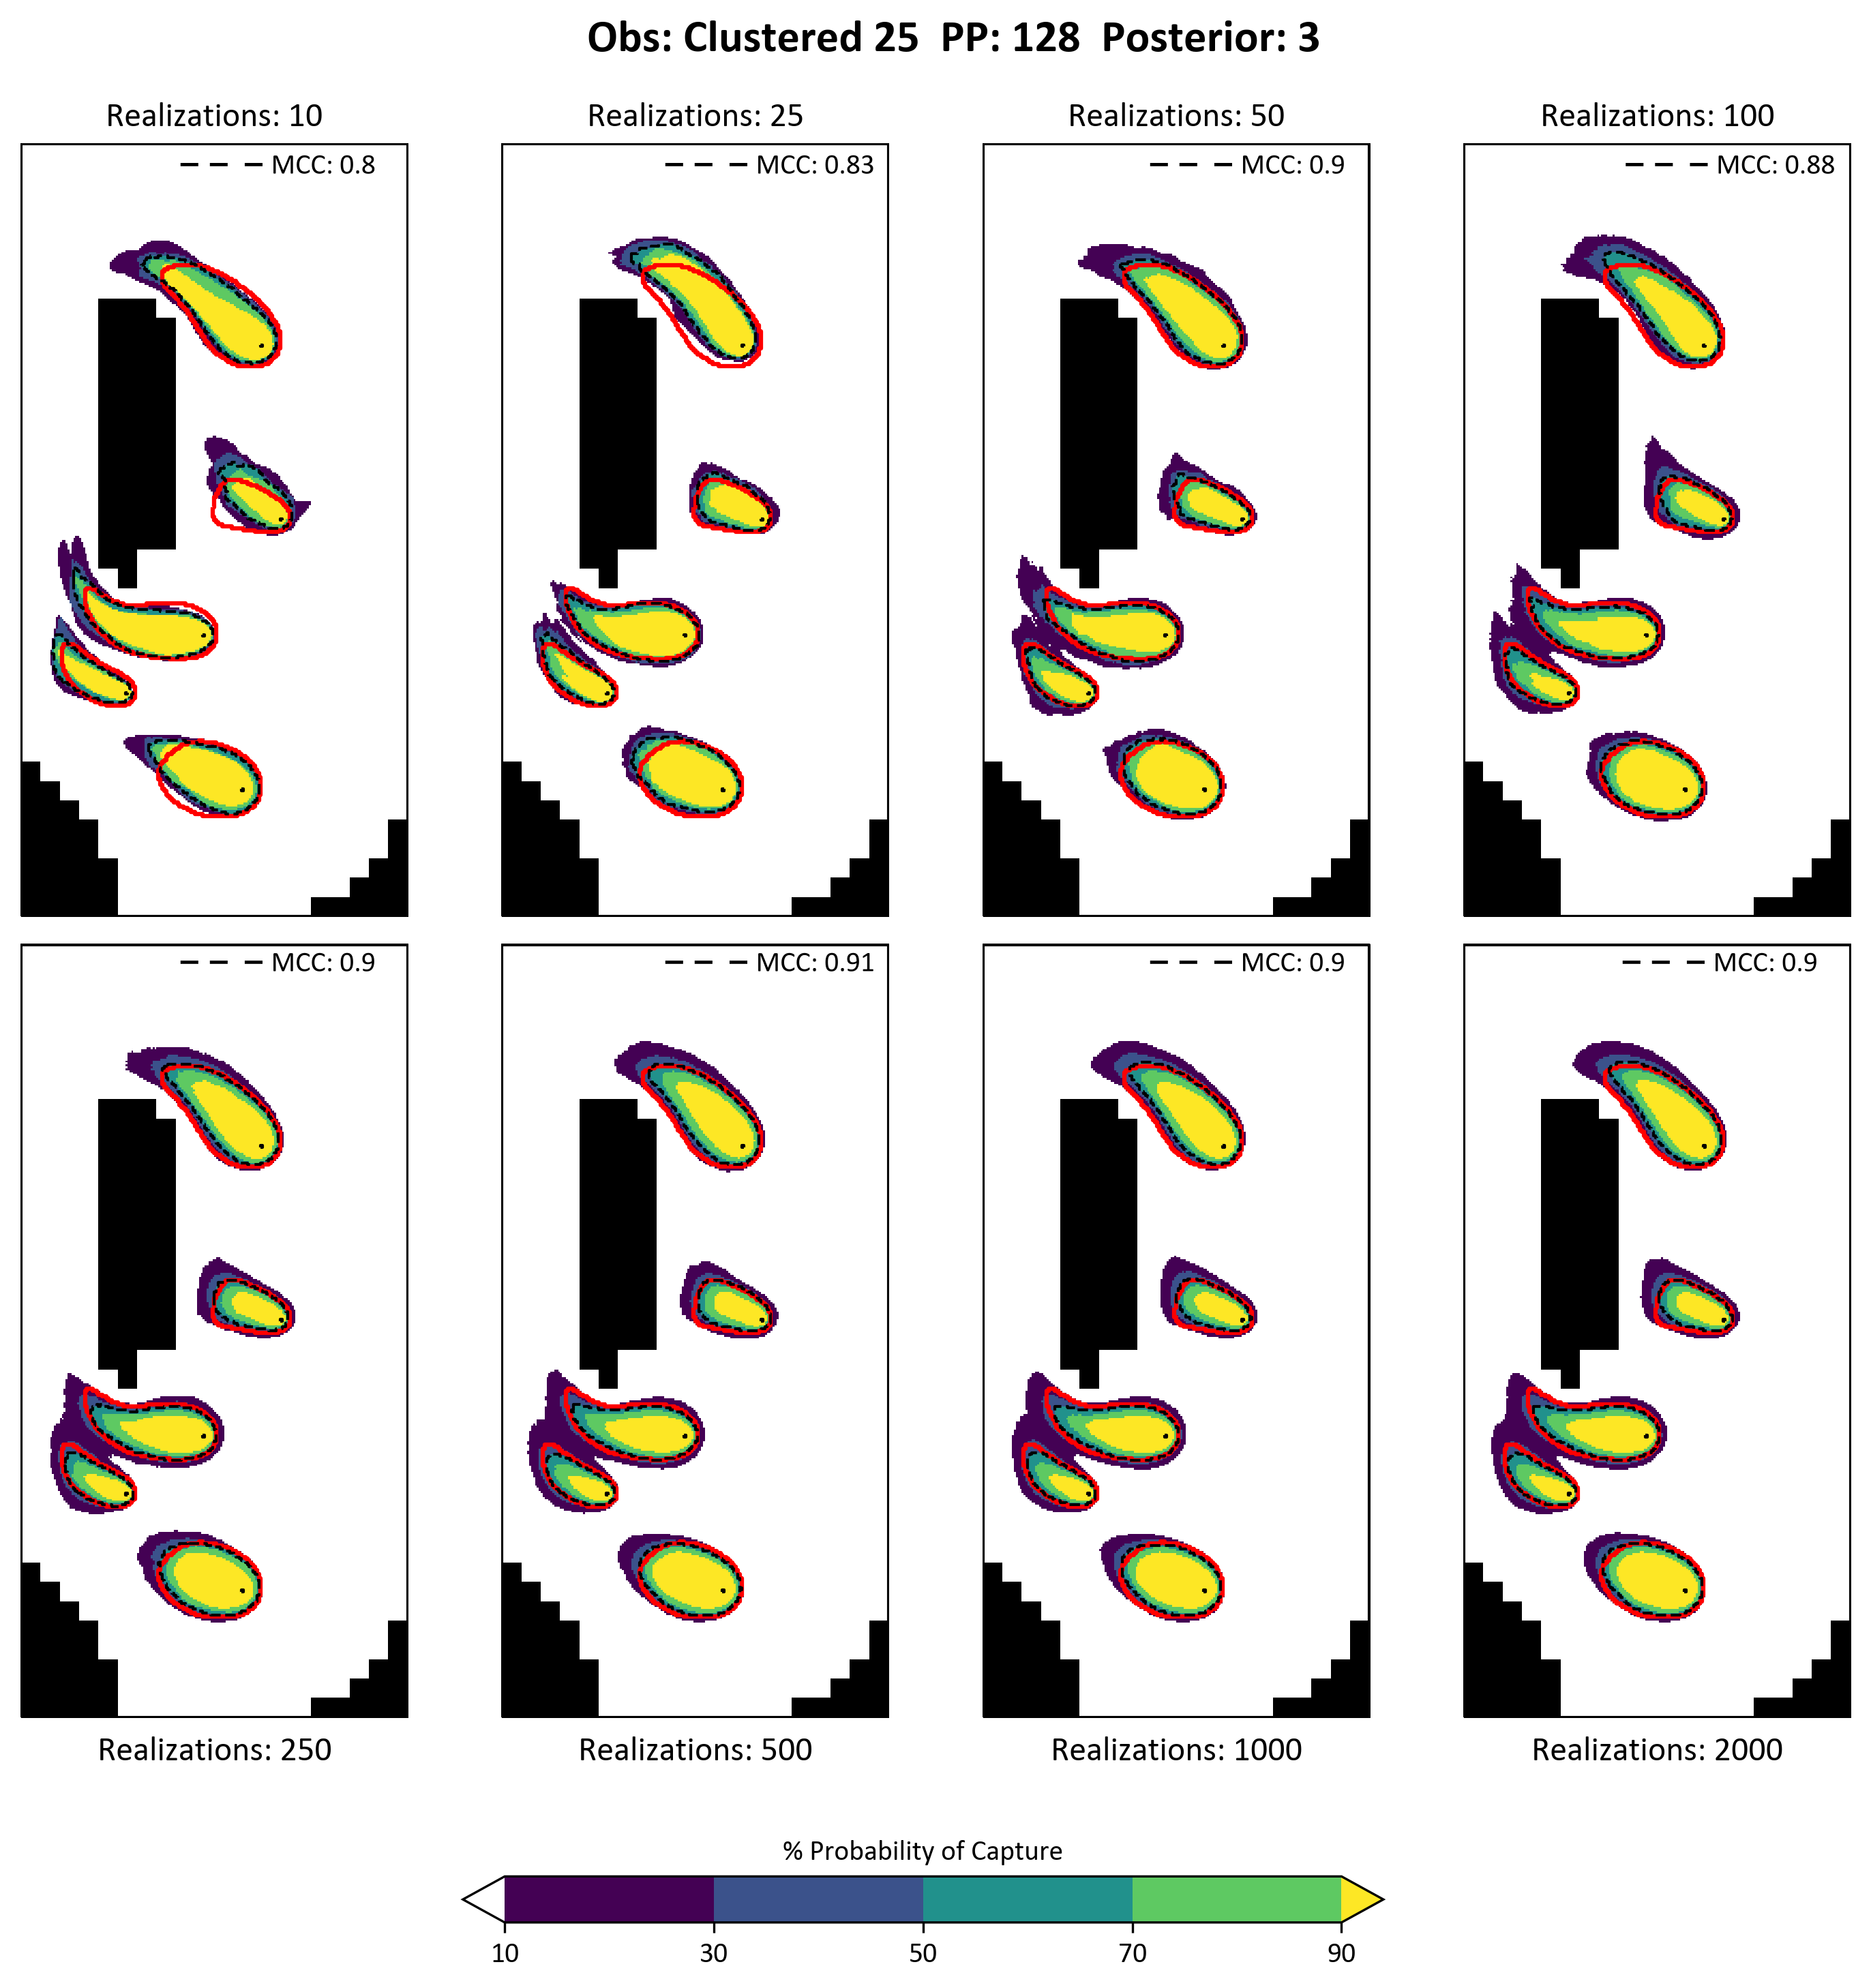 Obs: Clustered 25  PP: 128  Posterior: 3
Realizations: 10
Realizations: 25
Realizations: 50
Realizations: 100
MCC: 0.8
MCC: 0.83
MCC: 0.9
MCC: 0.88
MCC: 0.9
MCC: 0.91
MCC: 0.9
MCC: 0.9
Realizations: 250
Realizations: 500
Realizations: 1000
Realizations: 2000
% Probability of Capture
10 30 50 70 90